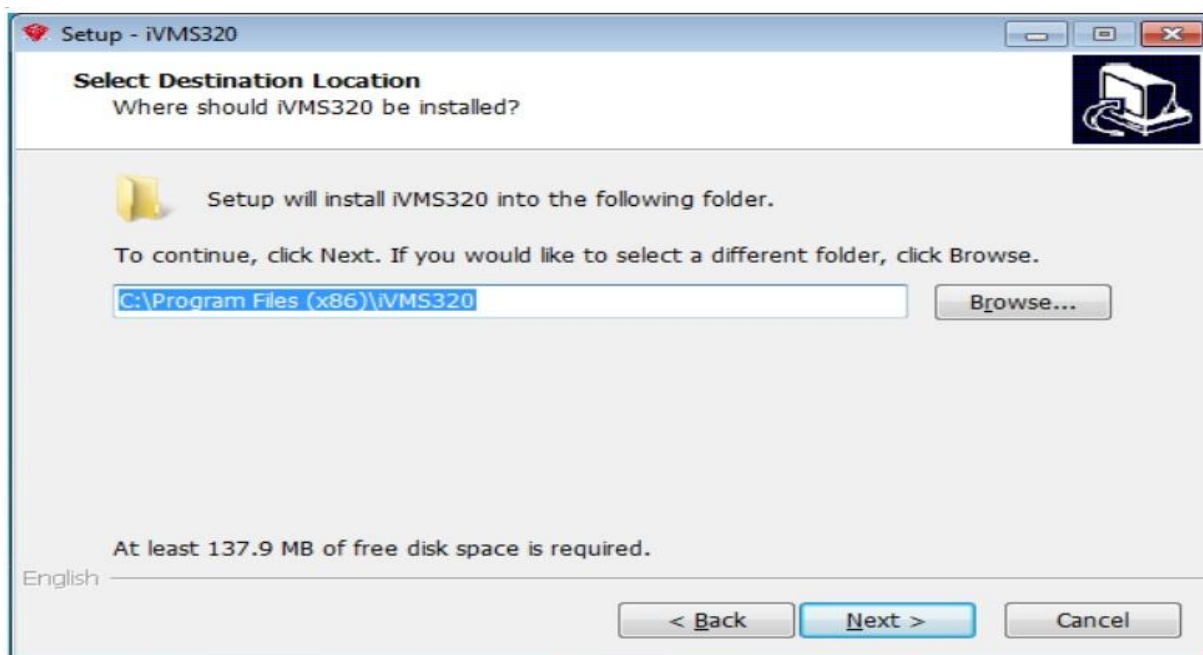 Setup - iVMS320
Select Destination Location
Where should iVMS320 be installed?
Setup will install iVMS320 into the following folder.
To continue, click Next. If you would like to select a different folder, click Browse.
C:\Program Files (x86)\iVMS320
Browse...
At least 137.9 MB of free disk space is required.
English
< Back
Next >
Cancel